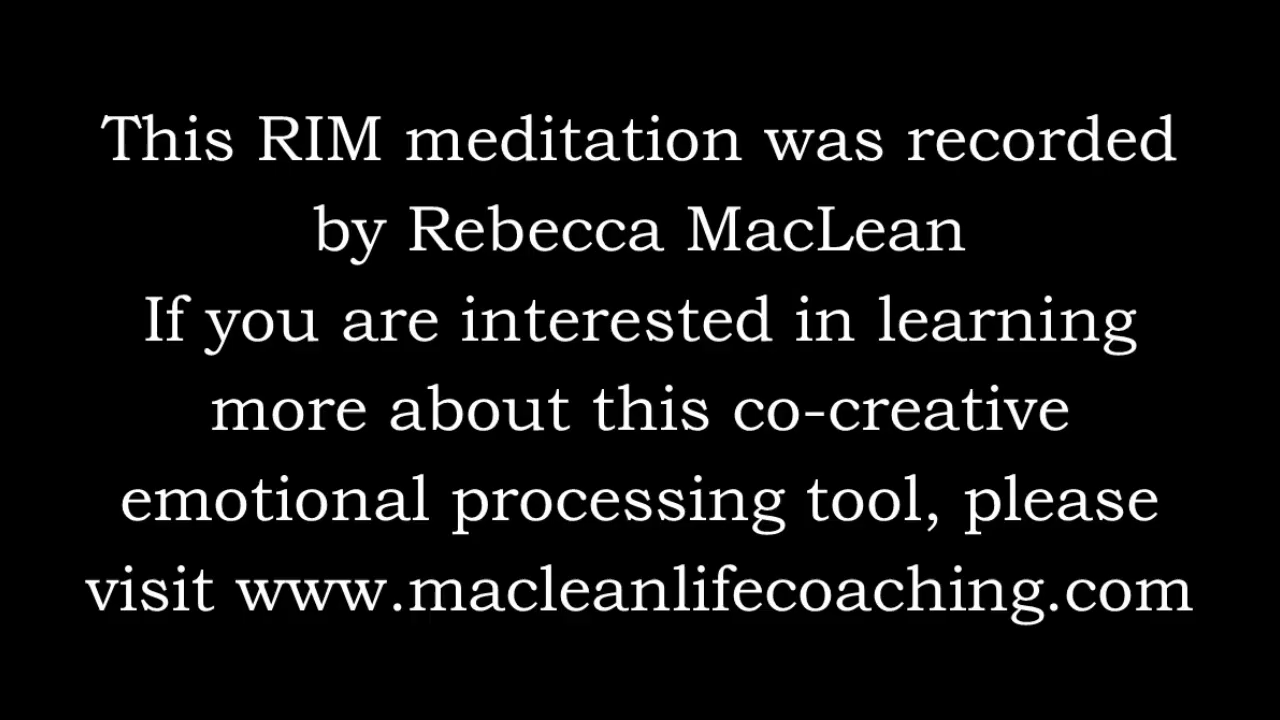 This RIM meditation was recorded
by Rebecca MacLean
If you are interested in learning
more about this co-creative
emotional processing tool, please
visit www.macleanlifecoaching.com